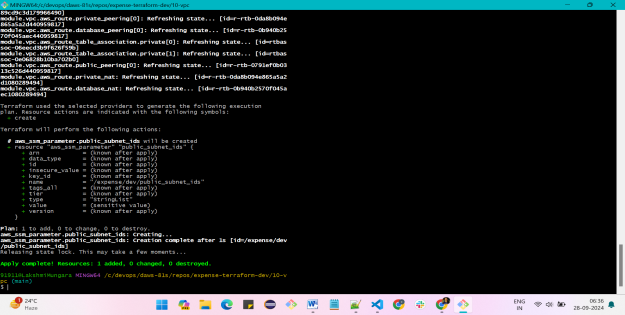 MINGW64:/c/devops/daws-81s/repos/expense-terraform-dev/10-vpc
89cd9c3d179966490]
module.vpc.aws_route.private_peering[0]: Refreshing state... [id=r-rtb-0da8b094e
865a5a2d440959817]
module.vpc.aws_route.database_peering[0]: Refreshing state... [id=r-rtb-0b940b25
70f045aec440959817]
module.vpc.aws_route_table_association.private[0]: Refreshing state... [id=rtbas
soc-06eecd3b9f626f59b]
module.vpc.aws_route_table_association.private[1]: Refreshing state... [id=rtbas
soc-0e06828b10ba702b0]
module.vpc.aws_route.public_peering[0]: Refreshing state... [id=r-rtb-0791ef0b03
13c526d440959817]
module.vpc.aws_route.private_nat: Refreshing state... [id=r-rtb-0da8b094e865a5a2
d1080289494]
module.vpc.aws_route.database_nat: Refreshing state... [id=r-rtb-0b940b2570f045a
ec1080289494]
Terraform used the selected providers to generate the following execution
plan. Resource actions are indicated with the following symbols:
+ create
Terraform will perform the following actions:
# aws_ssm_parameter.public_subnet_ids will be created
+ resource "aws_ssm_parameter" "public_subnet_ids" {
+ arn = (known after apply)
+ data_type = (known after apply)
+ id = (known after apply)
+ insecure_value = (known after apply)
+ key_id = (known after apply)
+ name = "/expense/dev/public_subnet_ids"
+ tags_all = (known after apply)
+ tier = (known after apply)
+ type = "StringList"
+ value = (sensitive value)
+ version = (known after apply)
}
Plan: 1 to add, 0 to change, 0 to destroy.
aws_ssm_parameter.public_subnet_ids: Creating...
aws_ssm_parameter.public_subnet_ids: Creation complete after 1s [id=/expense/dev
/public_subnet_ids]
Releasing state lock. This may take a few moments...
Apply complete! Resources: 1 added, 0 changed, 0 destroyed.
MINGW64 /c/devops/daws-81s/repos/expense-terraform-dev/10-v
pc (main)
$
24°C
Haze
ENG
IN
06:36
26-09-2024